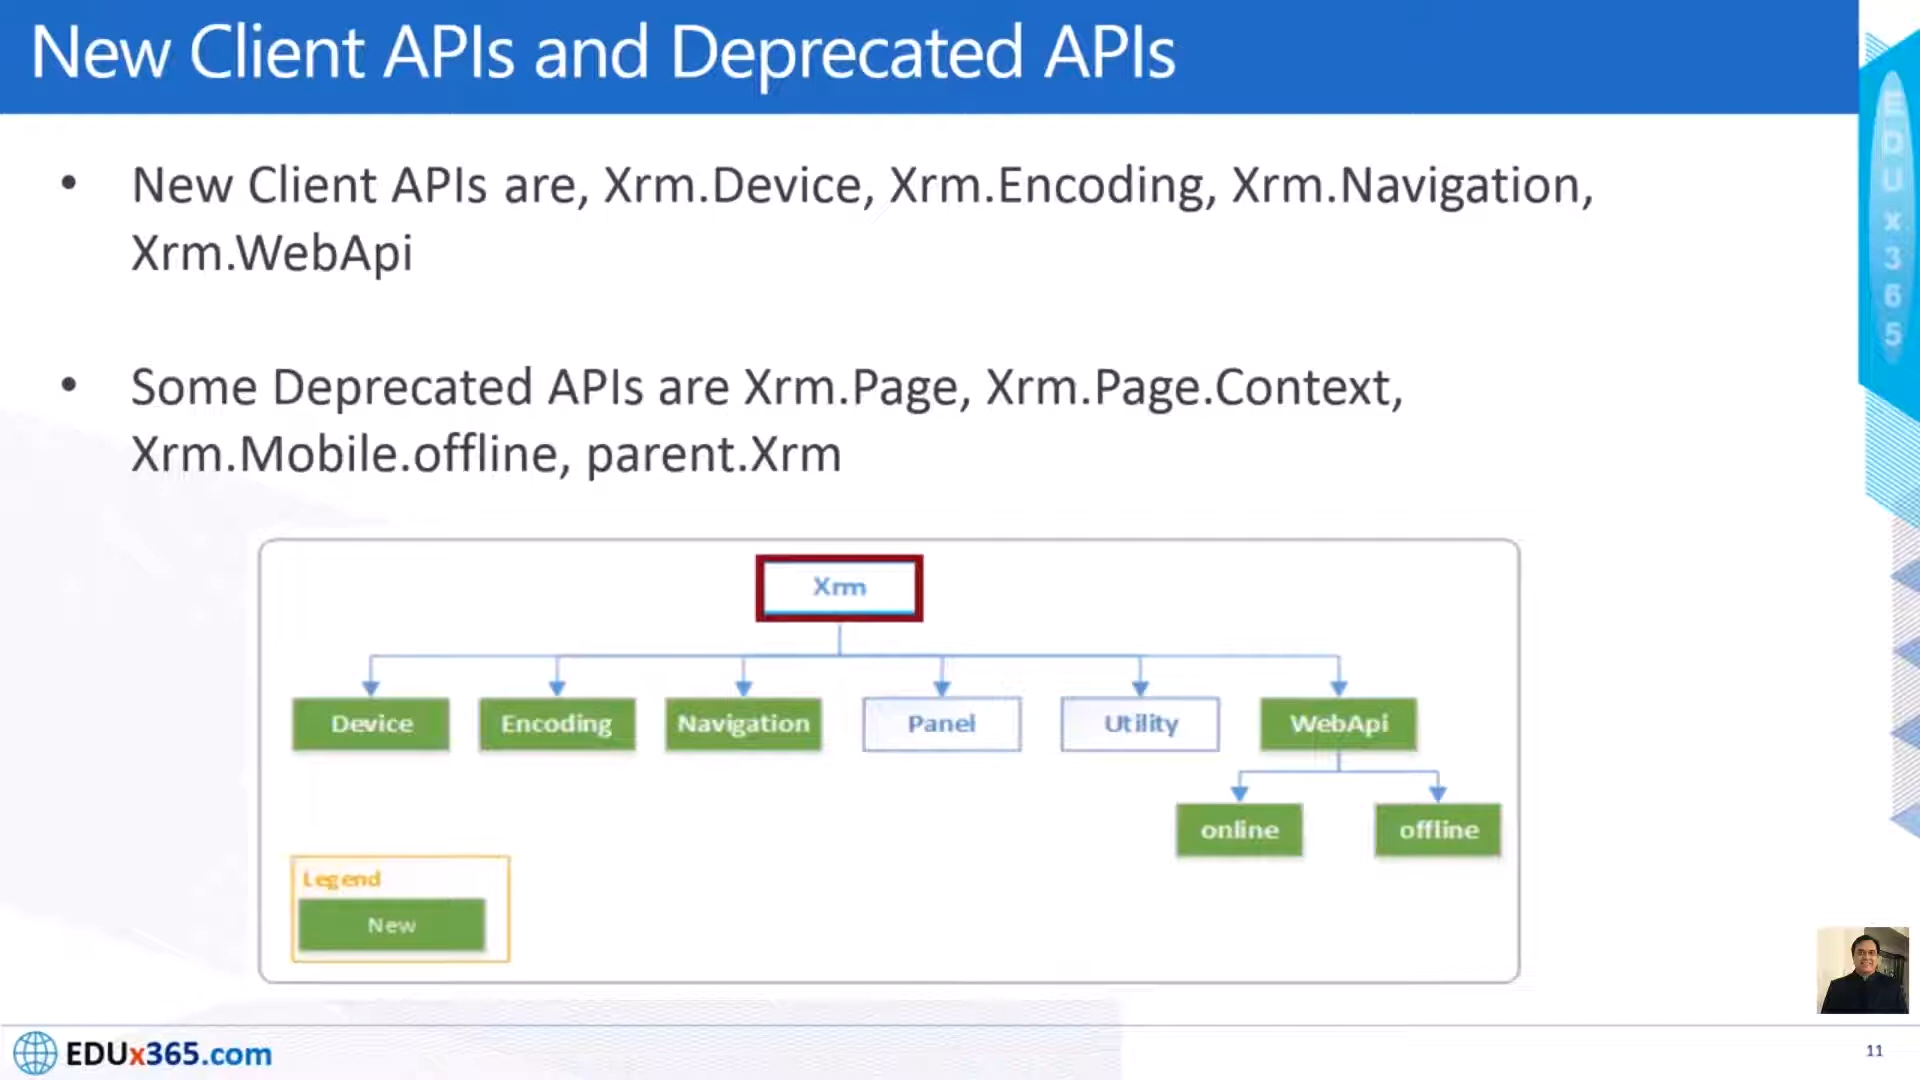 New Client APIs and Deprecated APIs
• New Client APIs are, Xrm.Device, Xrm.Encoding, Xrm.Navigation,
Xrm.WebApi
• Some Deprecated APIs are Xrm.Page, Xrm.Page.Context,
Xrm.Mobile.offline, parent.Xrm
Xrm
Device Encoding Navigation Panel Utility WebApi
online offline
Legend
New
EDUx365
EDUx365.com
11